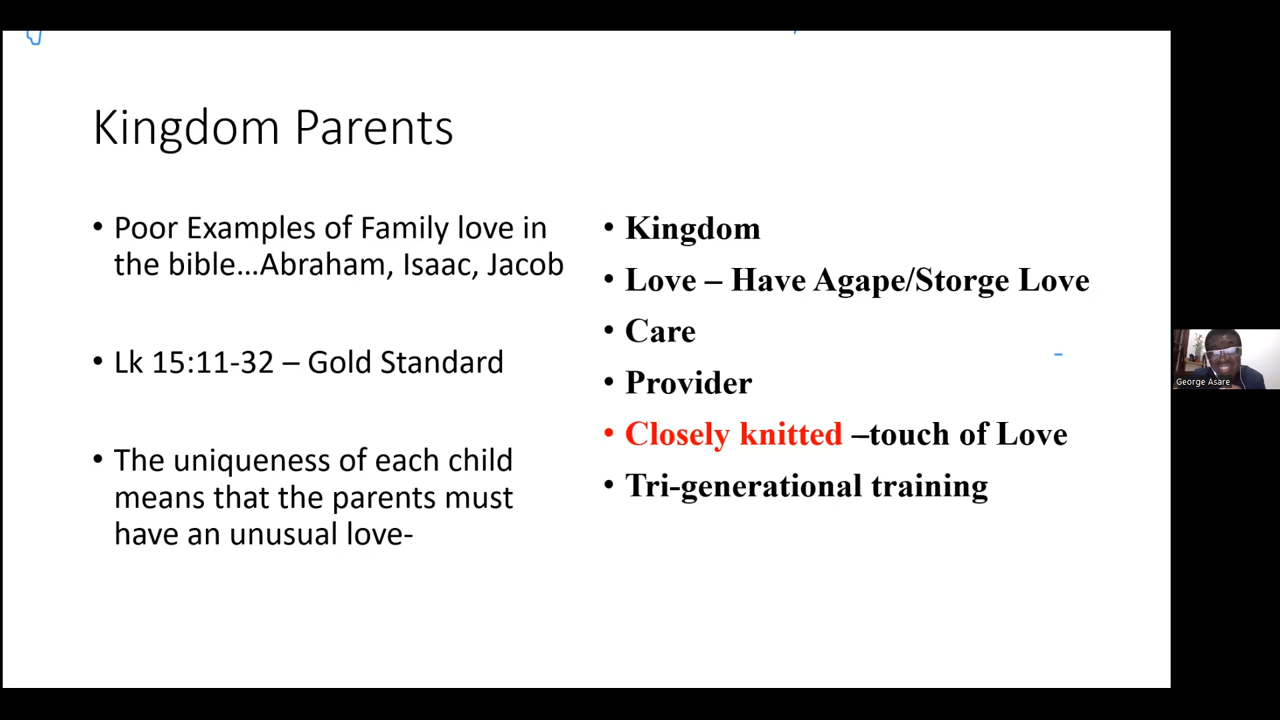 Kingdom Parents
• Poor Examples of Family love in
the bible...Abraham, Isaac, Jacob
• Lk 15:11-32 – Gold Standard
• The uniqueness of each child
means that the parents must
have an unusual love-
• Kingdom
• Love – Have Agape/Storge Love
• Care
• Provider
• Closely knitted –touch of Love
• Tri-generational training
George Asare